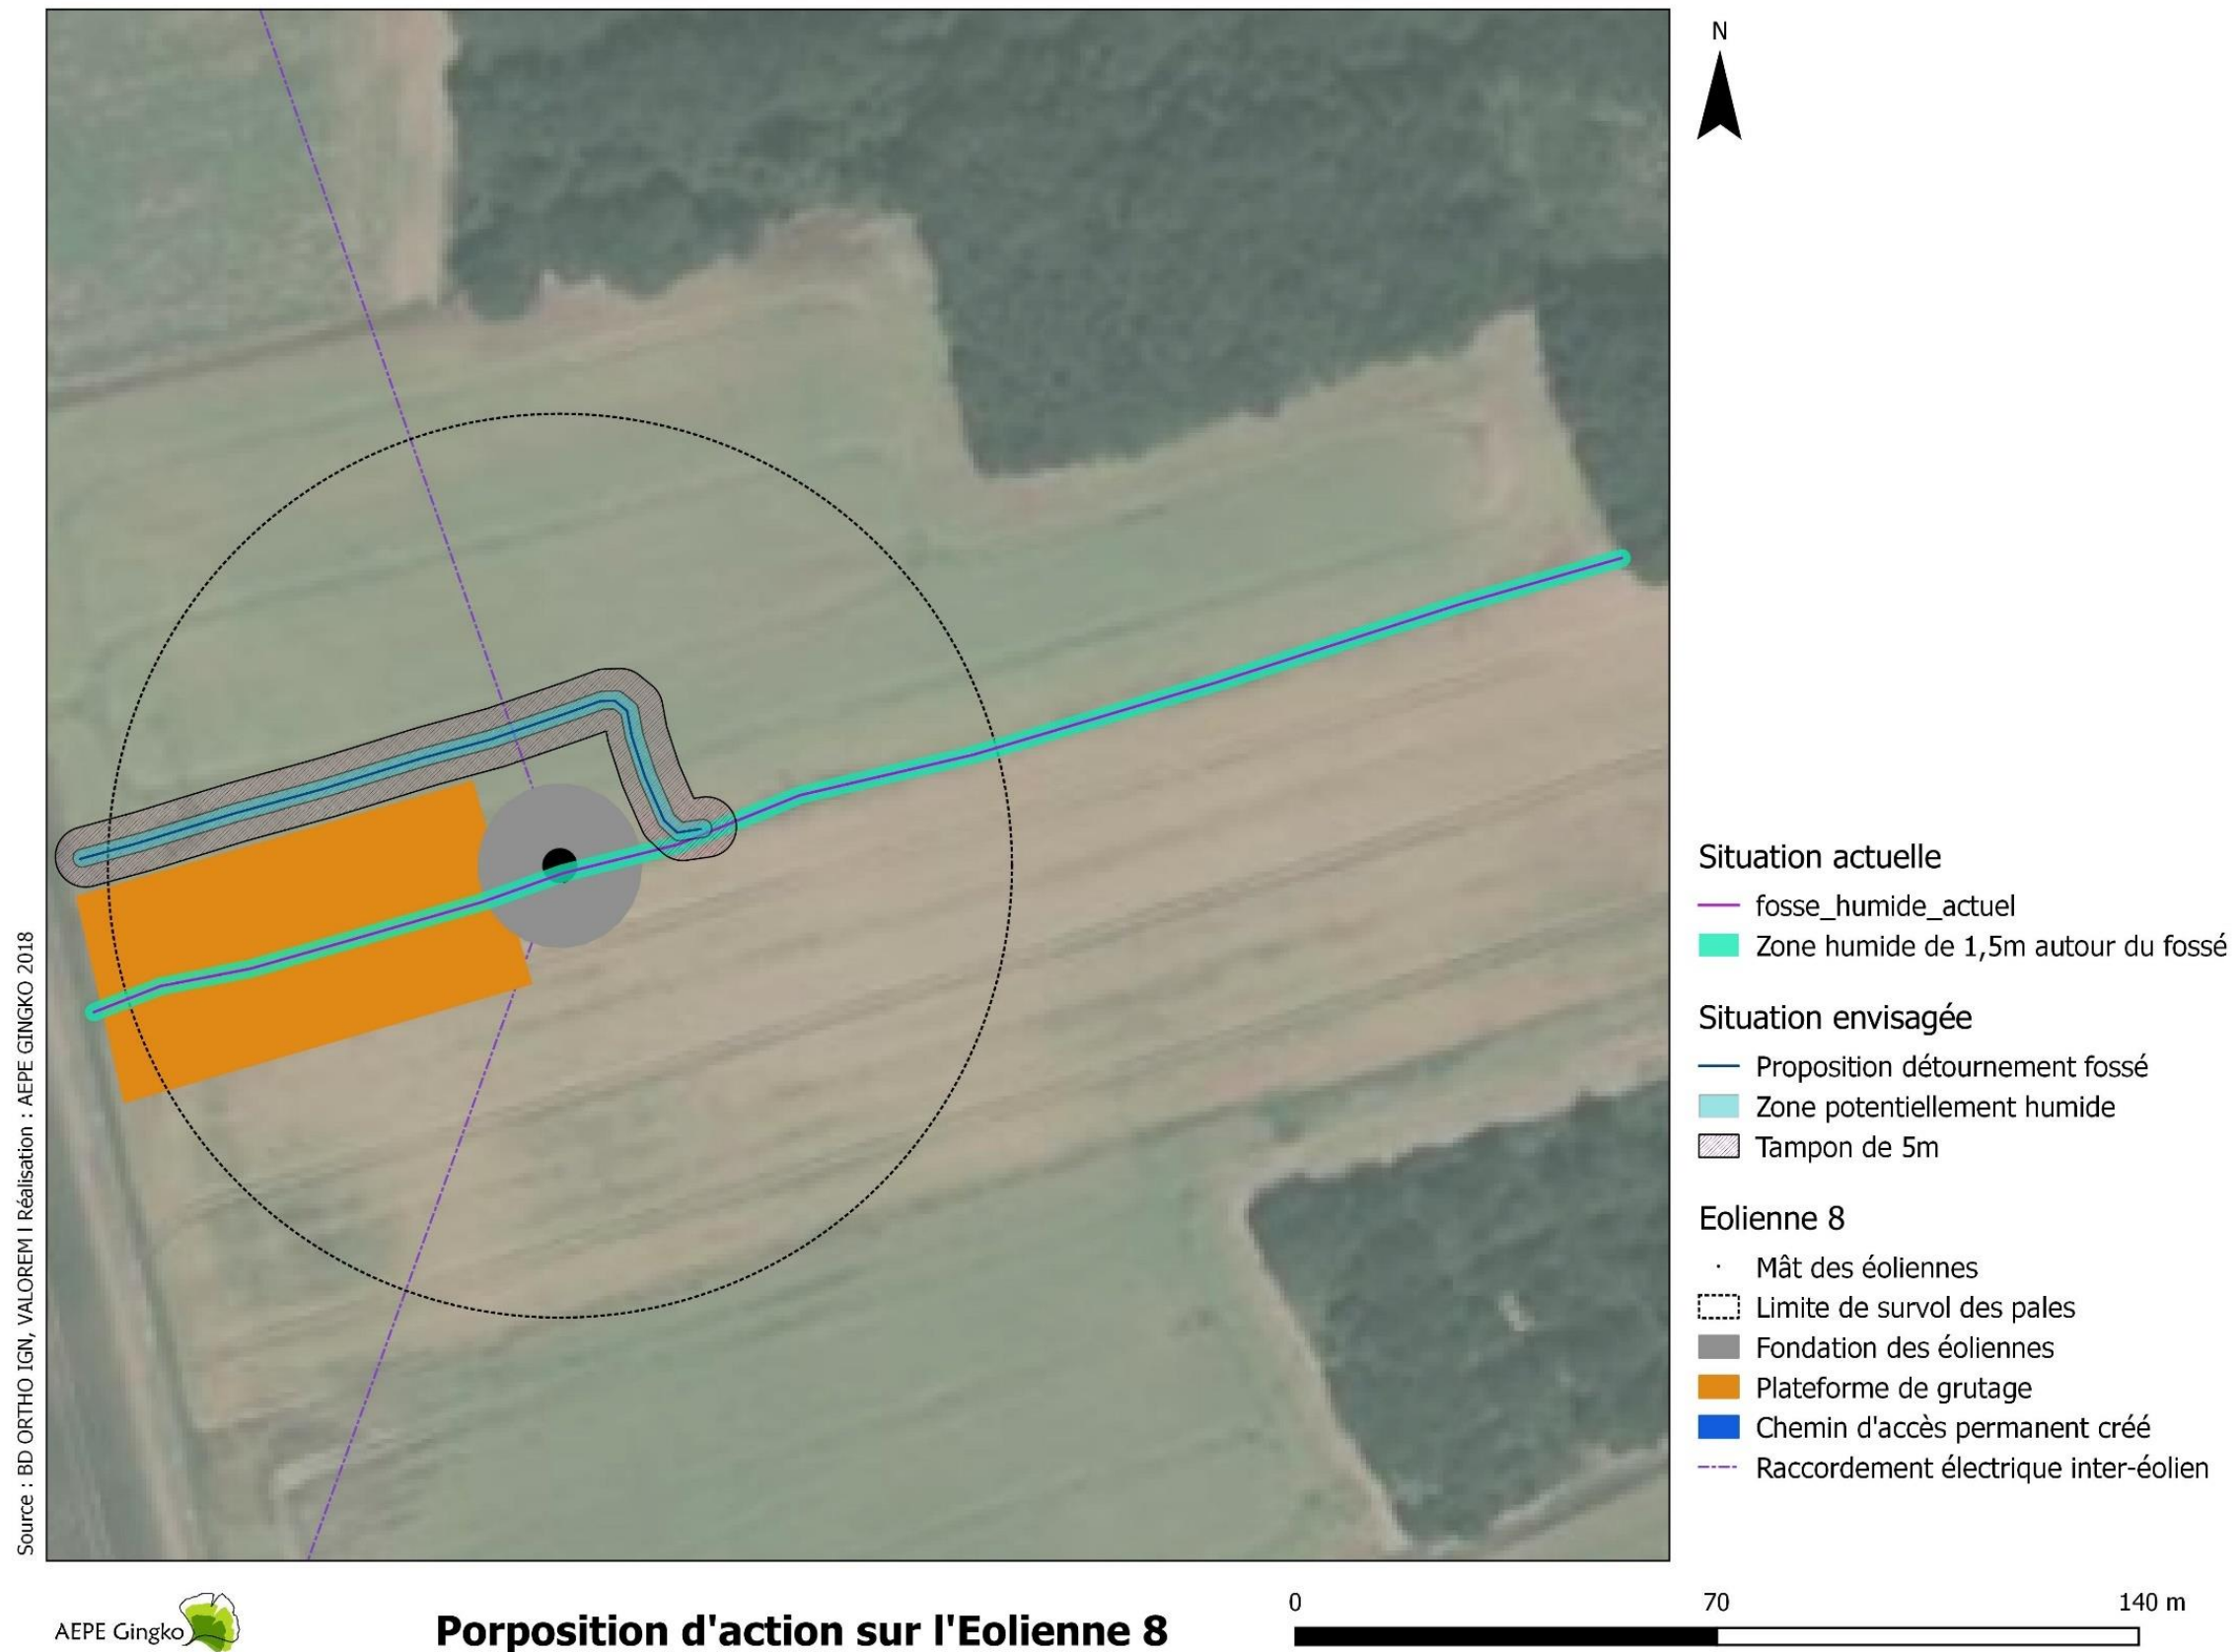 N
Situation actuelle
fosse_humide_actuel
Zone humide de 1,5m autour du fossé
Situation envisagée
Proposition détournement fossé
Zone potentiellement humide
Tampon de 5m
Eolienne 8
Mât des éoliennes
Limite de survol des pales
Fondation des éoliennes
Plateforme de grutage
Chemin d'accès permanent créé
Raccordement électrique inter-éolien
Source : BD ORTHO IGN, VALOREM I Réalisation : AEPE GINGKO 2018
AEPE Gingko
Porposition d'action sur l'Eolienne 8
0 70 140 m